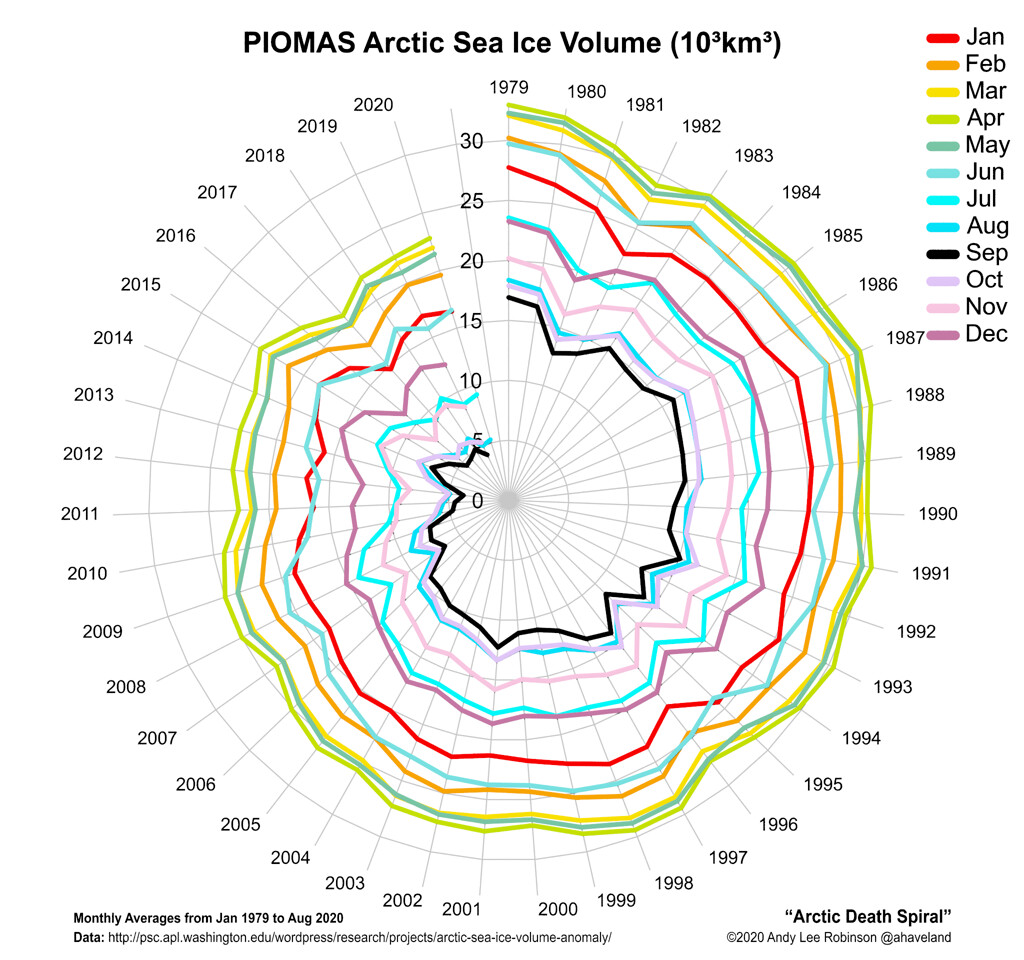 PIOMAS Arctic Sea Ice Volume (10³km³)
Jan
Feb
Mar
Apr
May
Jun
Jul
Aug
Sep
Oct
Nov
Dec
1979
1980
1981
1982
1983
1984
1985
1986
1987
1988
1989
1990
1991
1992
1993
1994
1995
1996
1997
1998
1999
2000
2001
2002
2003
2004
2005
2006
2007
2008
2009
2010
2011
2012
2013
2014
2015
2016
2017
2018
2019
2020
30
25
20
15
10
5
0
Monthly Averages from Jan 1979 to Aug 2020
Data: http://psc.apl.washington.edu/wordpress/research/projects/arctic-sea-ice-volume-anomaly/
“Arctic Death Spiral”
©2020 Andy Lee Robinson @ahaveland